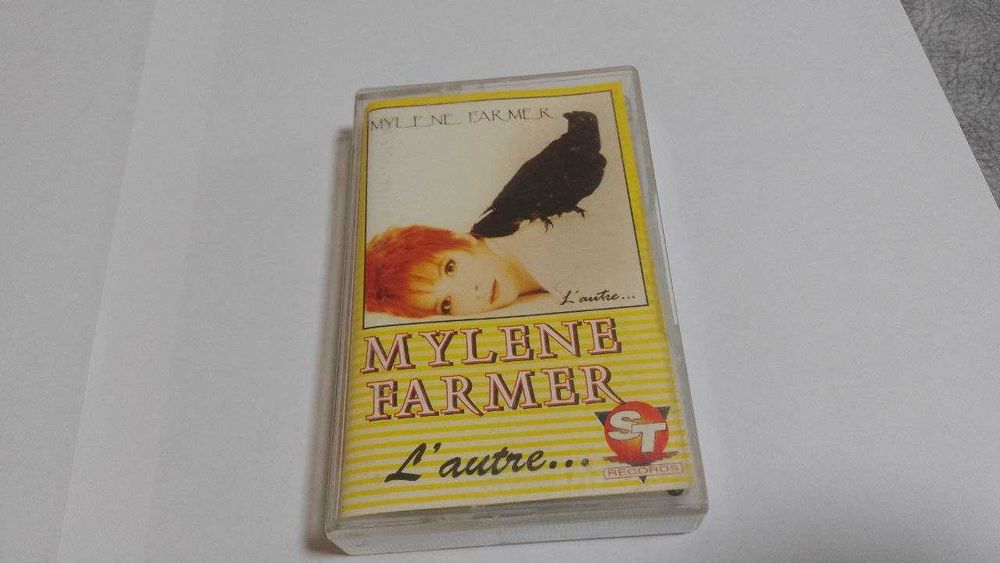 MYLENE FARMER
L'autre...
MYLENE
FARMER
L'autre...
ST
RECORDS